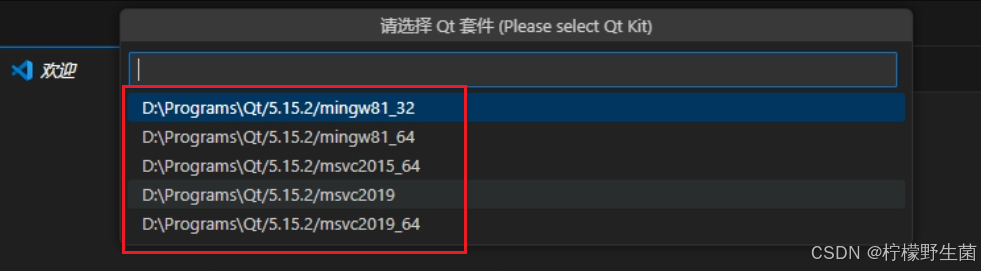 请选择 Qt 套件 (Please select Qt Kit)
欢迎
D:\Programs\Qt/5.15.2/mingw81_32
D:\Programs\Qt/5.15.2/mingw81_64
D:\Programs\Qt/5.15.2/msvc2015_64
D:\Programs\Qt/5.15.2/msvc2019
D:\Programs\Qt/5.15.2/msvc2019_64
CSDN @柠檬野生菌